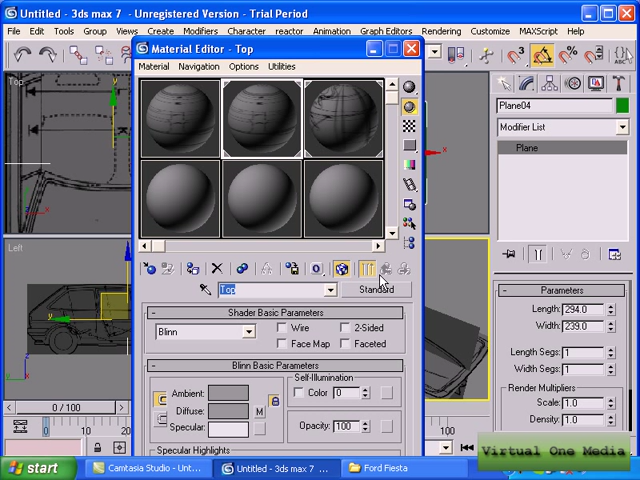 Untitled - 3ds max 7 - Unregistered Version - Trial Period
File Edit Tools Group Views Create Modifiers Character reactor Animation Graph Editors Rendering Customize MAXScript Help
Material Editor - Top
Material Navigation Options Utilities
Top
Left
Plane04
Modifier List
Plane
Top
Standard
Shader Basic Parameters
Blinn
Wire
2-Sided
Face Map
Faceted
Blinn Basic Parameters
Self-Illumination
Color 0
Ambient:
Diffuse:
M
Specular:
Opacity: 100
Specular Highlights
Parameters
Length: 294.0
Width: 239.0
Length Segs: 1
Width Segs: 1
Render Multipliers
Scale: 1.0
Density: 1.0
0 / 100
0
100
Virtual One Media
start
Camtasia Studio - Unt...
Untitled - 3ds max 7 ...
Ford Fiesta